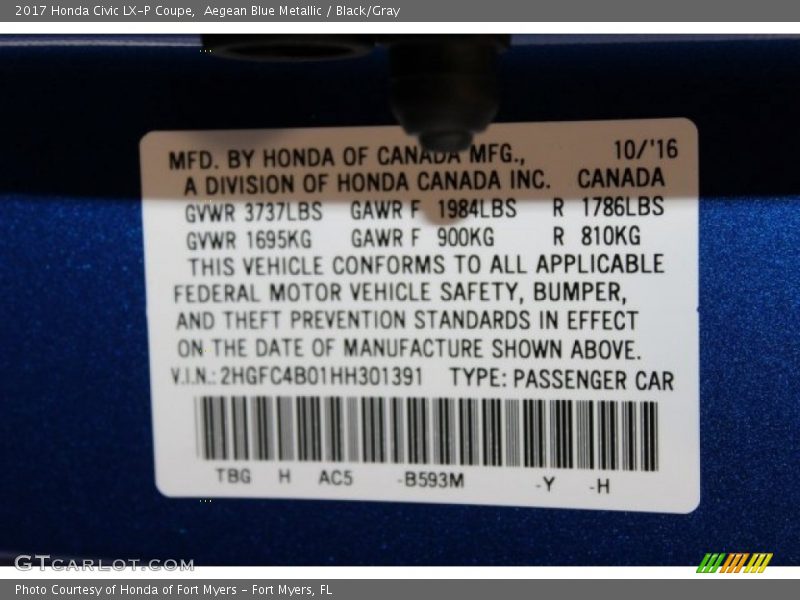 2017 Honda Civic LX-P Coupe,  Aegean Blue Metallic / Black/Gray
MFD. BY HONDA OF CANADA MFG., 10/'16
A DIVISION OF HONDA CANADA INC. CANADA
GVWR 3737LBS GAWR F 1984LBS R 1786LBS
GVWR 1695KG GAWR F 900KG R 810KG
THIS VEHICLE CONFORMS TO ALL APPLICABLE
FEDERAL MOTOR VEHICLE SAFETY, BUMPER,
AND THEFT PREVENTION STANDARDS IN EFFECT
ON THE DATE OF MANUFACTURE SHOWN ABOVE.
V.I.N.: 2HGFC4B01HH301391 TYPE: PASSENGER CAR
TBG H AC5 -B593M -Y -H
GTCARLOT.COM
Photo Courtesy of Honda of Fort Myers - Fort Myers, FL